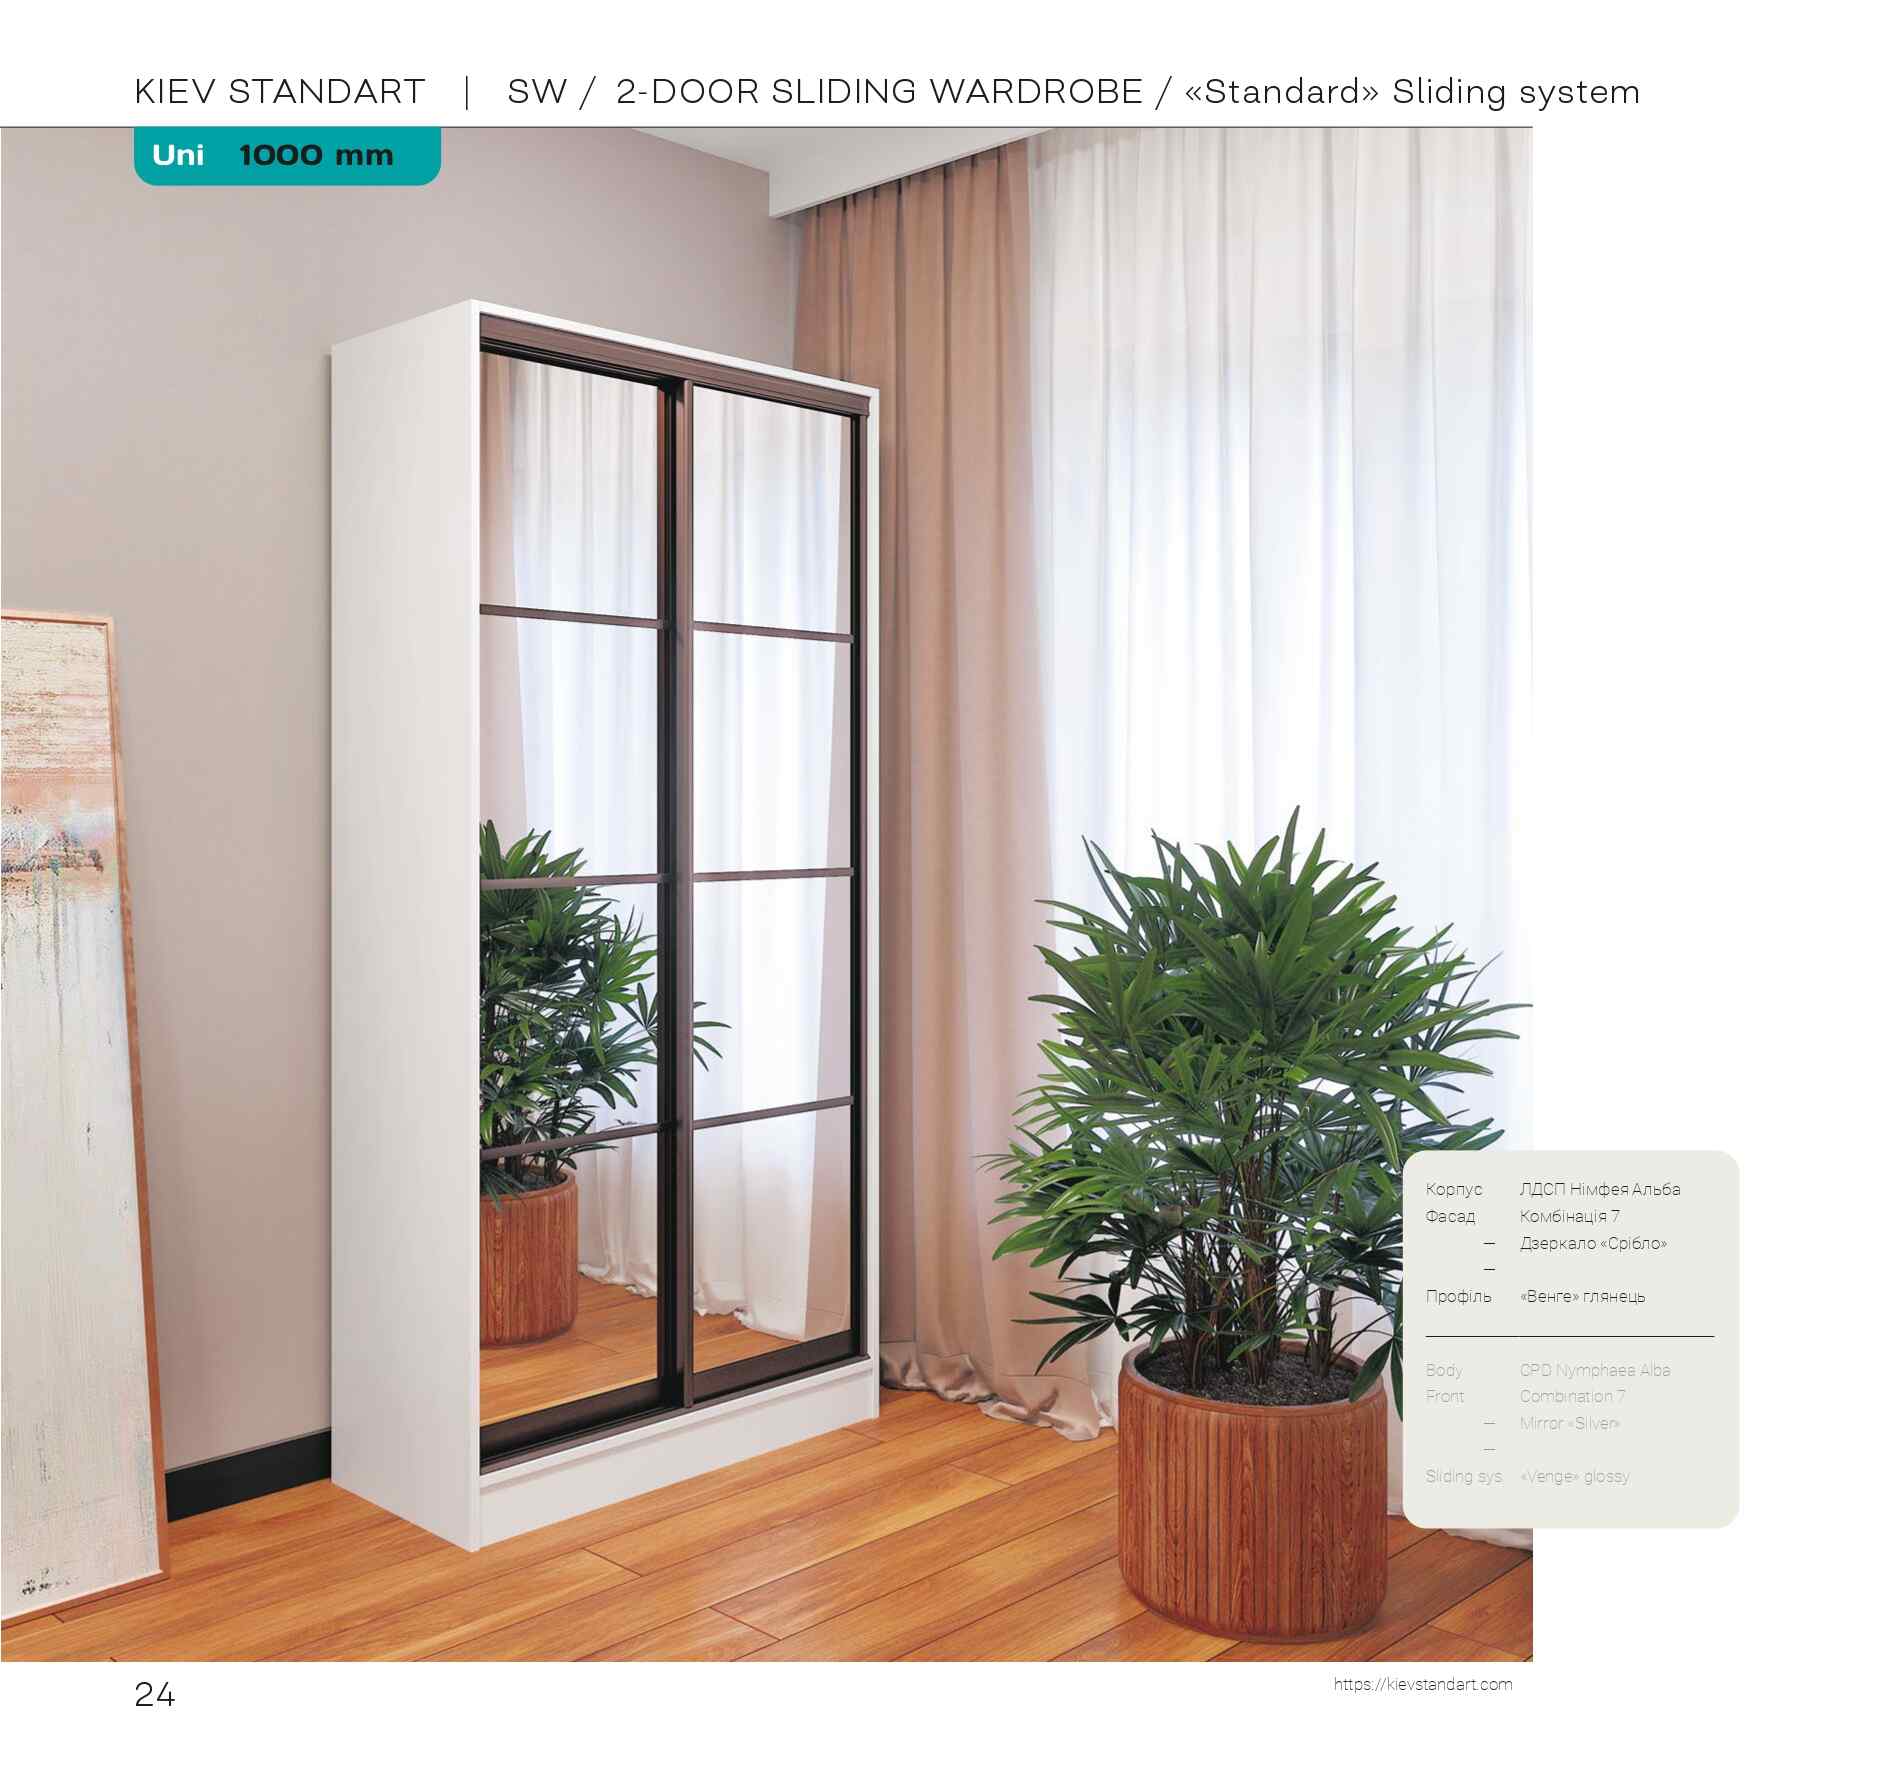 KIEV STANDART | SW / 2-DOOR SLIDING WARDROBE / «Standard» Sliding system
Uni 1000 mm
Корпус ЛДСП Німфея Альба
Фасад Комбінація 7
— Дзеркало «Срібло»
—
Профіль «Венге» глянець
Body CPD Nymphaea Alba
Front Combination 7
— Mirror «Silver»
—
Sliding sys. «Venge» glossy
24
https://kievstandart.com